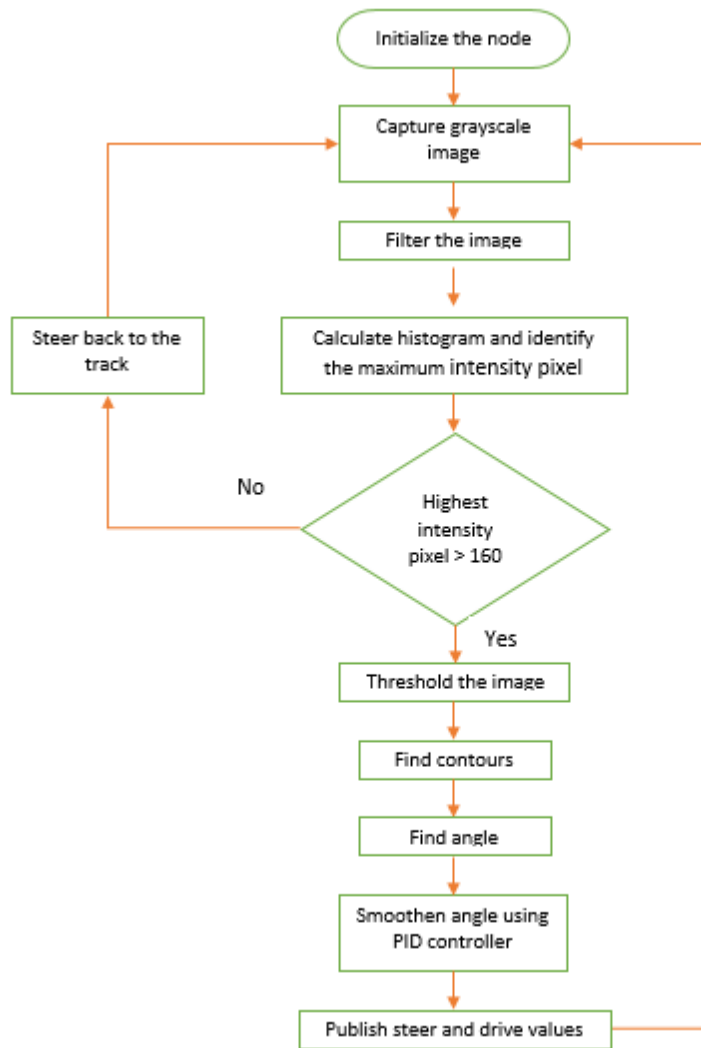 Initialize the node
Capture grayscale
image
Filter the image
Steer back to the
track
Calculate histogram and identify
the maximum intensity pixel
No
Highest
intensity
pixel > 160
Yes
Threshold the image
Find contours
Find angle
Smoothen angle using
PID controller
Publish steer and drive values